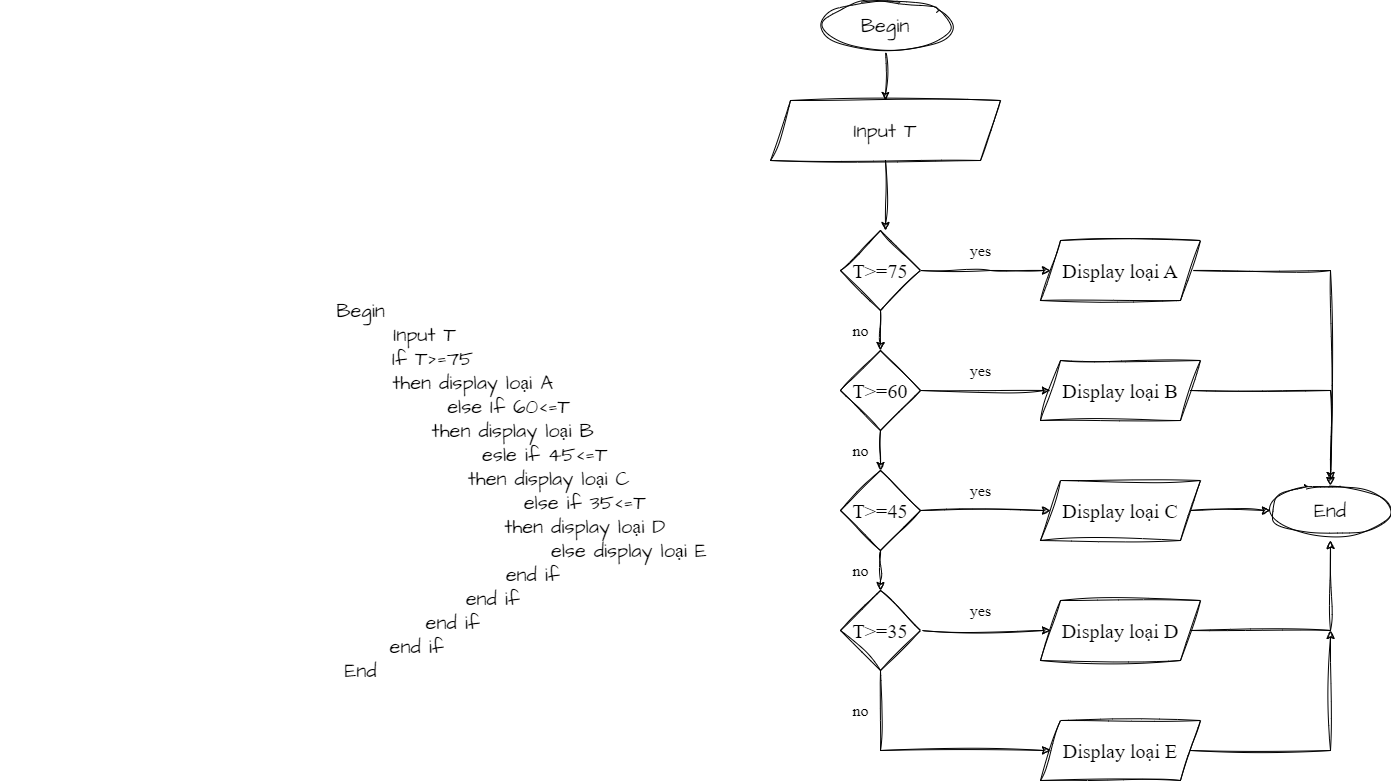 Begin
Input T
If T>=75
then display loại A
else If 60<=T
then display loại B
esle if 45<=T
then display loại C
else if 35<=T
then display loại D
else display loại E
end if
end if
end if
end if
End
Begin
Input T
T>=75
yes
Display loại A
no
T>=60
yes
Display loại B
no
T>=45
yes
Display loại C
End
no
T>=35
yes
Display loại D
no
Display loại E